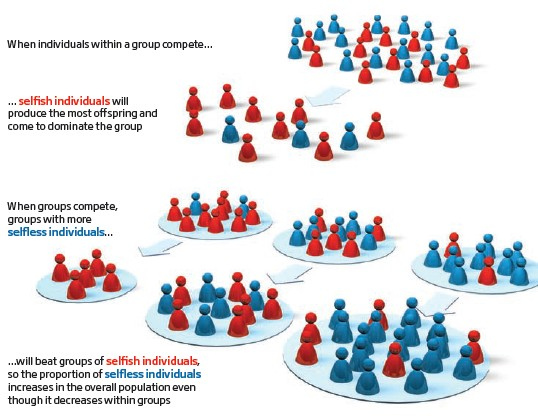 When individuals within a group compete...
... selfish individuals will
produce the most offspring and
come to dominate the group
When groups compete,
groups with more
selfless individuals...
...will beat groups of selfish individuals,
so the proportion of selfless individuals
increases in the overall population even
though it decreases within groups